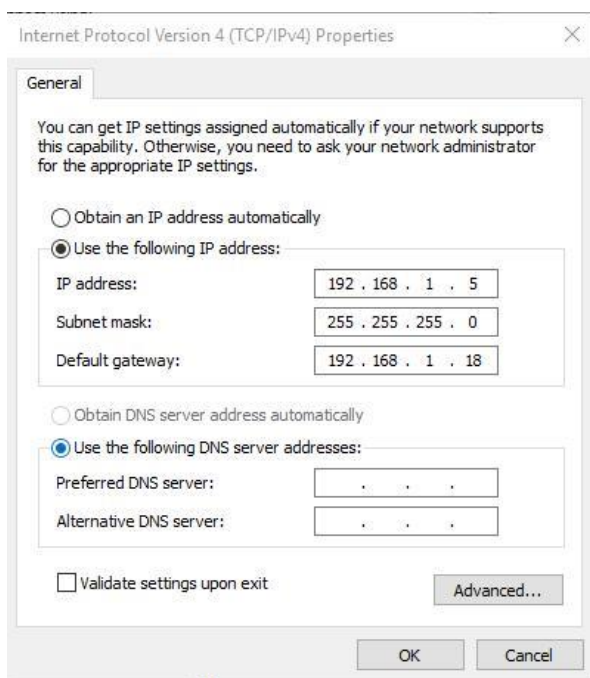 Internet Protocol Version 4 (TCP/IPv4) Properties
General
You can get IP settings assigned automatically if your network supports
this capability. Otherwise, you need to ask your network administrator
for the appropriate IP settings.
Obtain an IP address automatically
Use the following IP address:
IP address: 192 . 168 . 1 . 5
Subnet mask: 255 . 255 . 255 . 0
Default gateway: 192 . 168 . 1 . 18
Obtain DNS server address automatically
Use the following DNS server addresses:
Preferred DNS server: . . .
Alternative DNS server: . . .
Validate settings upon exit
Advanced...
OK Cancel